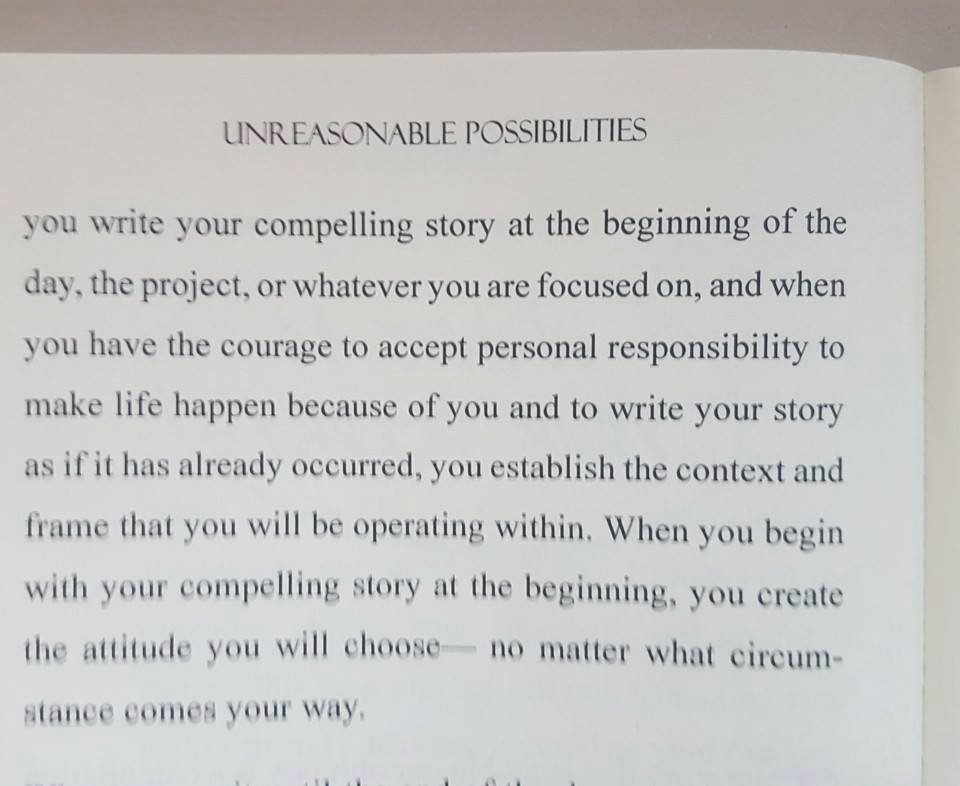 UNREASONABLE POSSIBILITIES
you write your compelling story at the beginning of the
day, the project, or whatever you are focused on, and when
you have the courage to accept personal responsibility to
make life happen because of you and to write your story
as if it has already occurred, you establish the context and
frame that you will be operating within. When you begin
with your compelling story at the beginning, you create
the attitude you will choose— no matter what circum-
stance comes your way.